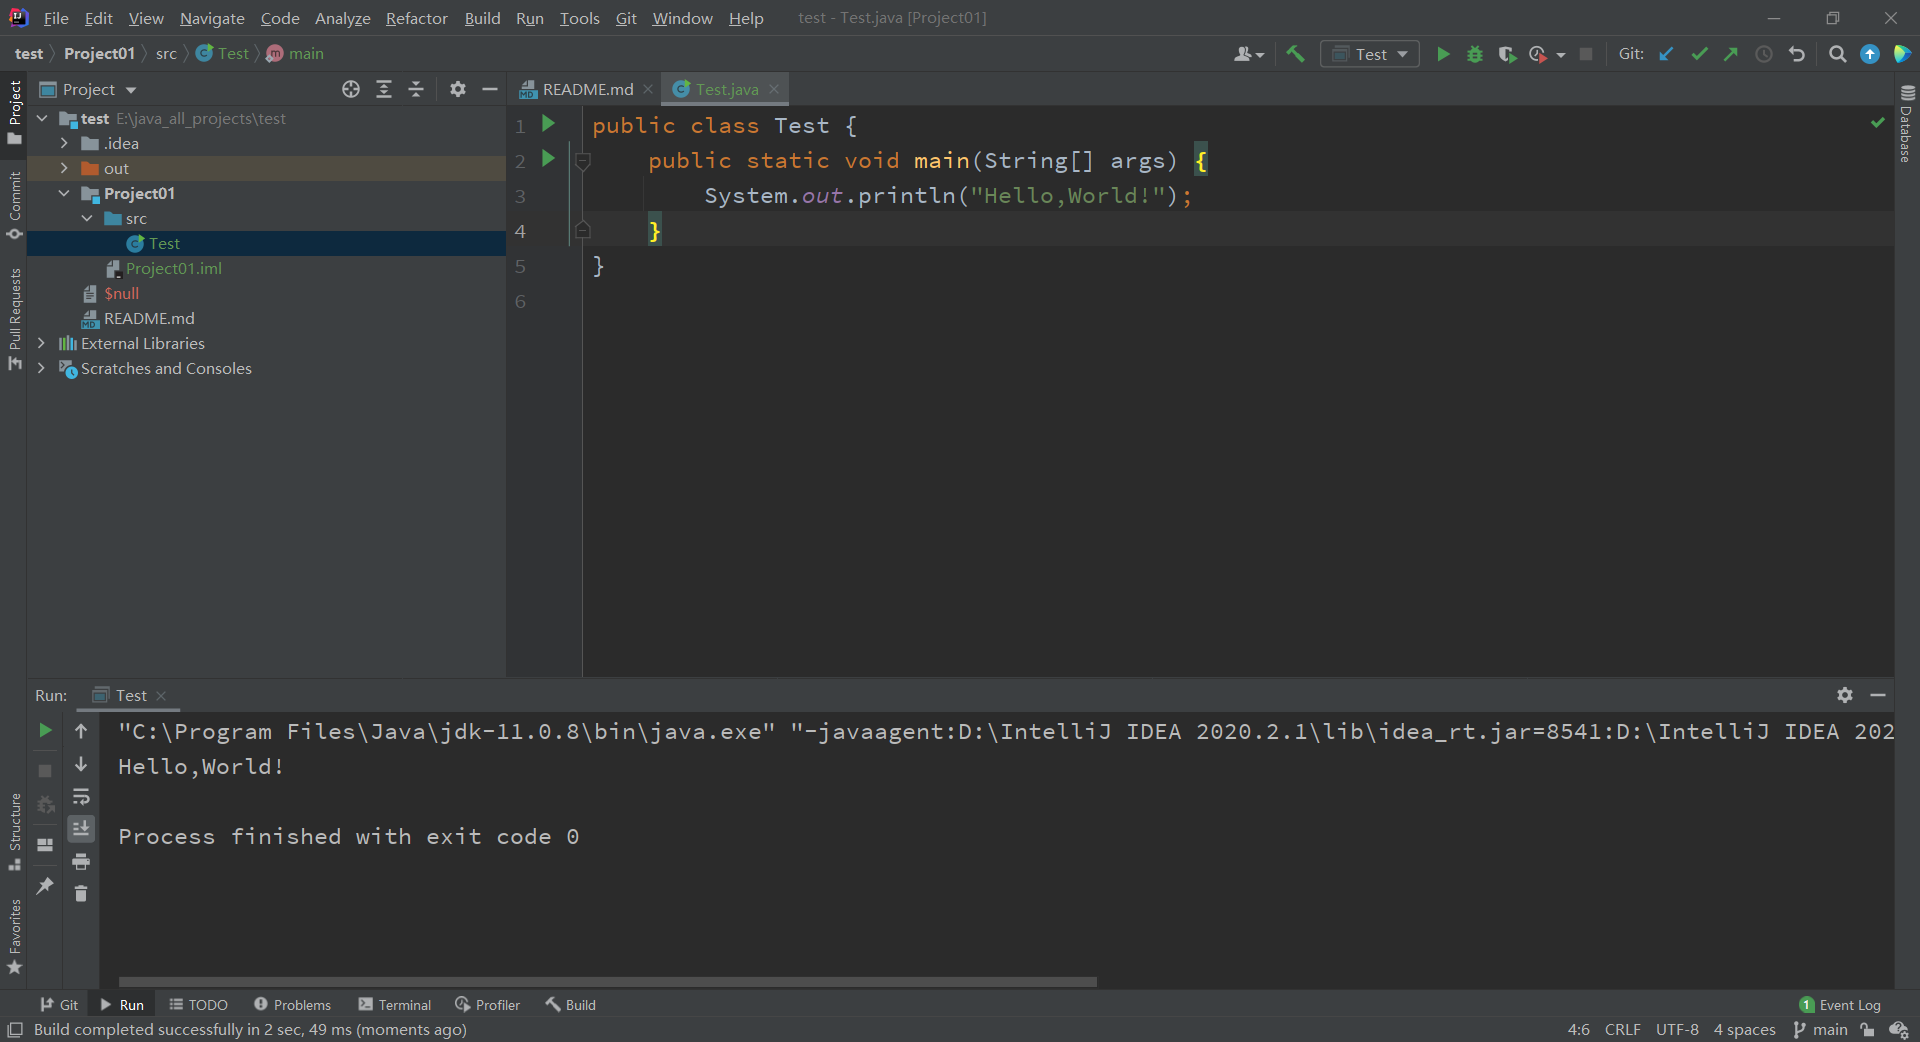 File Edit View Navigate Code Analyze Refactor Build Run Tools Git Window Help test - Test.java [Project01]
test Project01 src Test main
Test Git:
Project
README.md Test.java
test E:\java_all_projects\test
.idea
out
Project01
src
Test
Project01.iml
$null
README.md
External Libraries
Scratches and Consoles
1 public class Test {
2 public static void main(String[] args) {
3 System.out.println("Hello,World!");
4 }
5 }
6
Project
Commit
Pull Requests
Structure
Favorites
Database
Run: Test
"C:\Program Files\Java\jdk-11.0.8\bin\java.exe" "-javaagent:D:\IntelliJ IDEA 2020.2.1\lib\idea_rt.jar=8541:D:\IntelliJ IDEA 202
Hello,World!
Process finished with exit code 0
Git Run TODO Problems Terminal Profiler Build 1 Event Log
Build completed successfully in 2 sec, 49 ms (moments ago) 4:6 CRLF UTF-8 4 spaces main